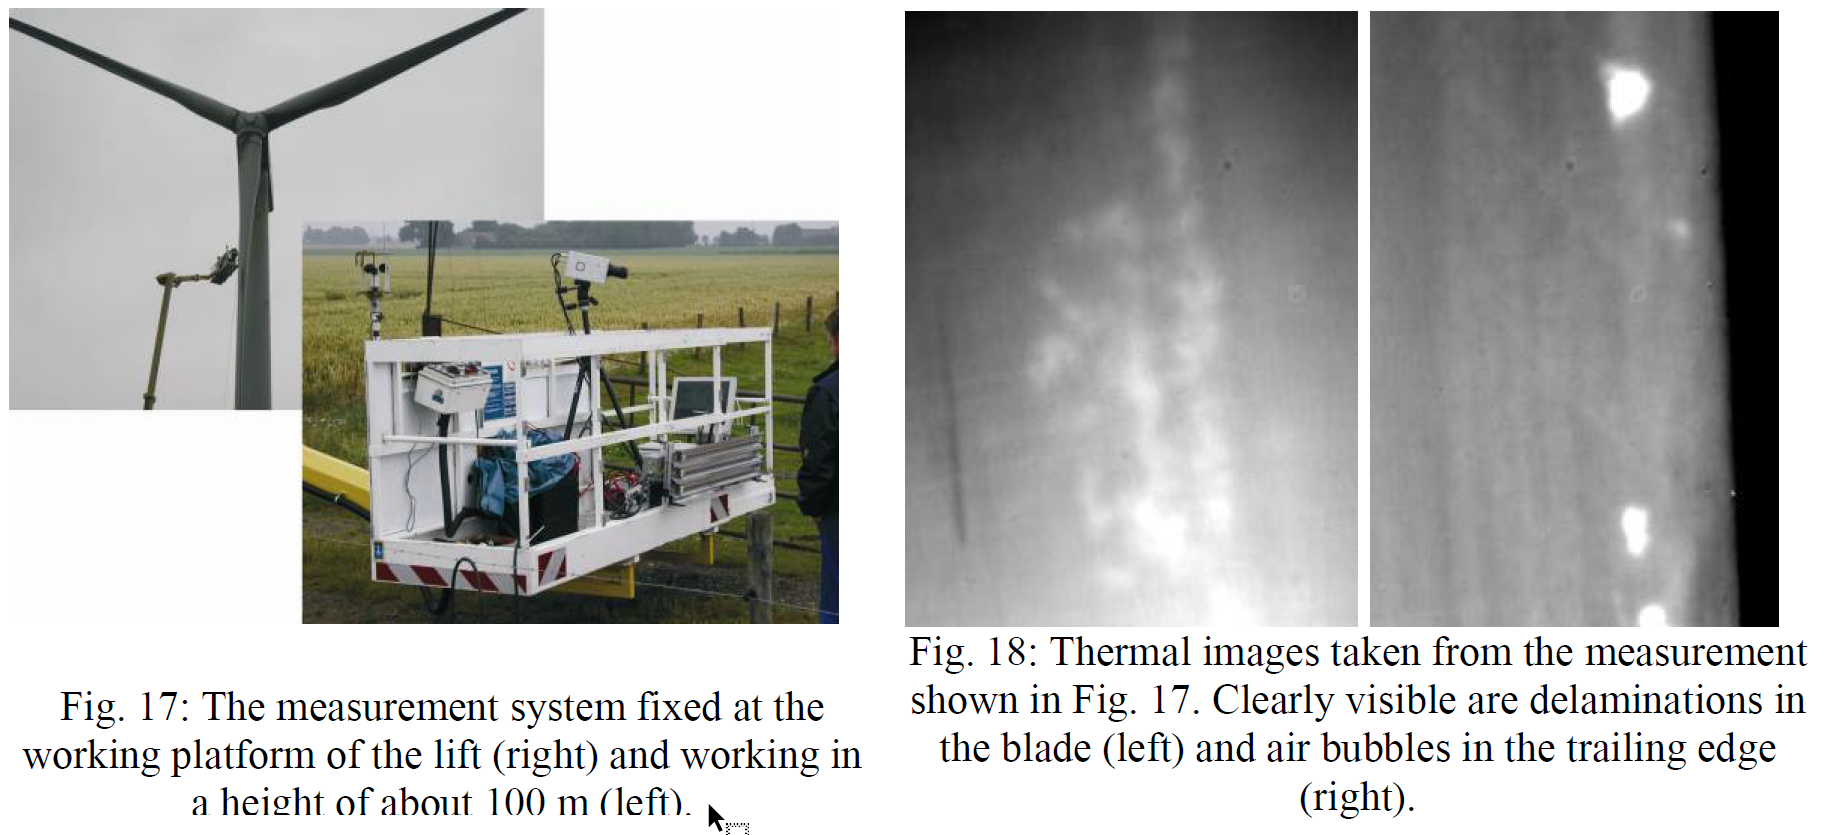 Fig. 17: The measurement system fixed at the
working platform of the lift (right) and working in
a height of about 100 m (left).
Fig. 18: Thermal images taken from the measurement
shown in Fig. 17. Clearly visible are delaminations in
the blade (left) and air bubbles in the trailing edge
(right).